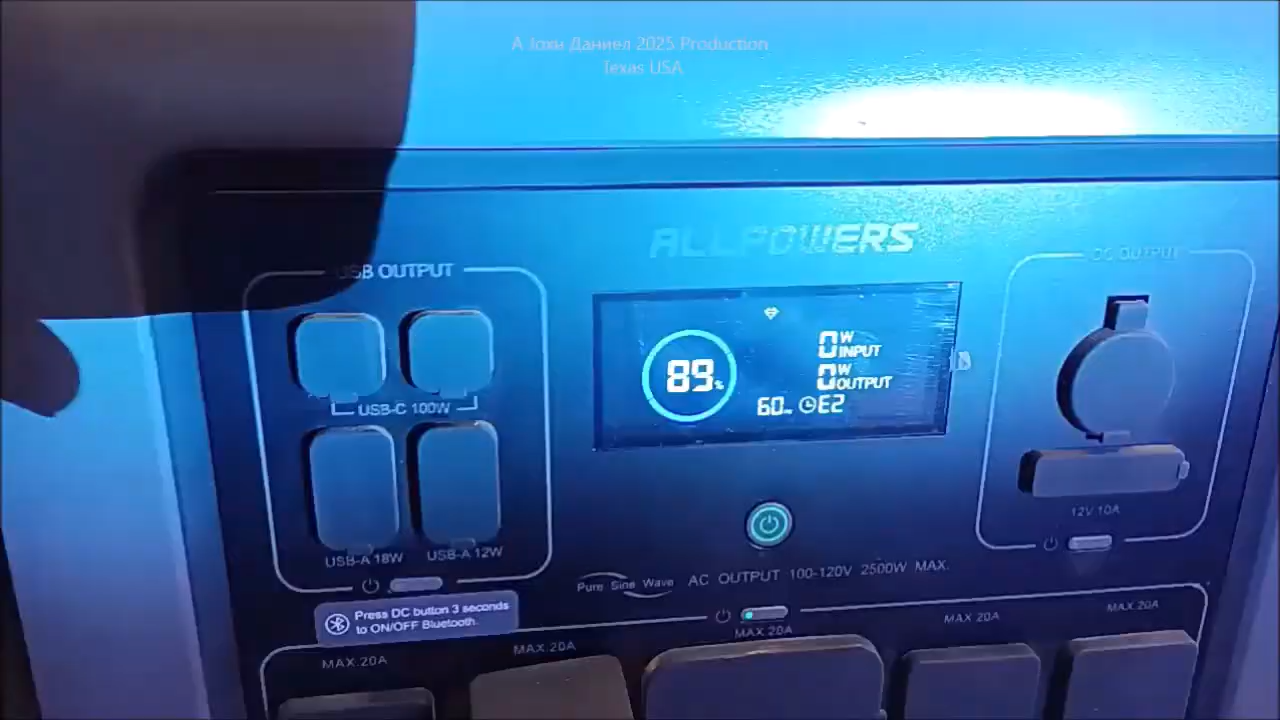 А Јохн Даниел 2025 Production
Texas USA
ALLPOWERS
USB OUTPUT
DC OUTPUT
89%
0W
INPUT
0W
OUTPUT
60Hz E2
USB-C 100W
USB-A 18W
USB-A 12W
12V 10A
Pure Sine Wave
AC OUTPUT 100-120V 2500W MAX.
Press DC button 3 seconds
to ON/OFF Bluetooth.
MAX.20A
MAX.20A
MAX.20A
MAX.20A
MAX.20A